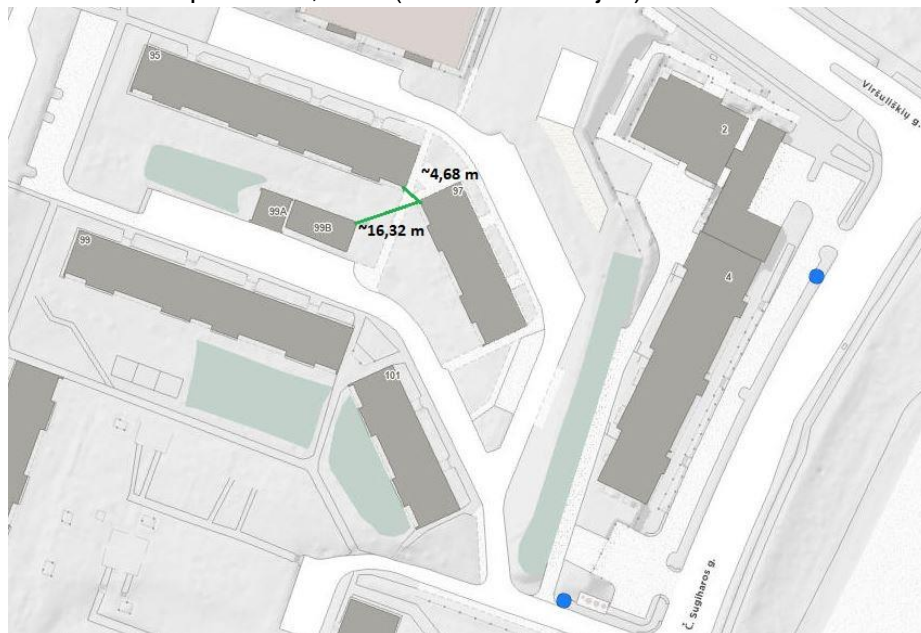 95
Viršuliškių g.
2
~4,68 m
97
99A
99B
~16,32 m
99
4
101
Č. Sugiharos g.